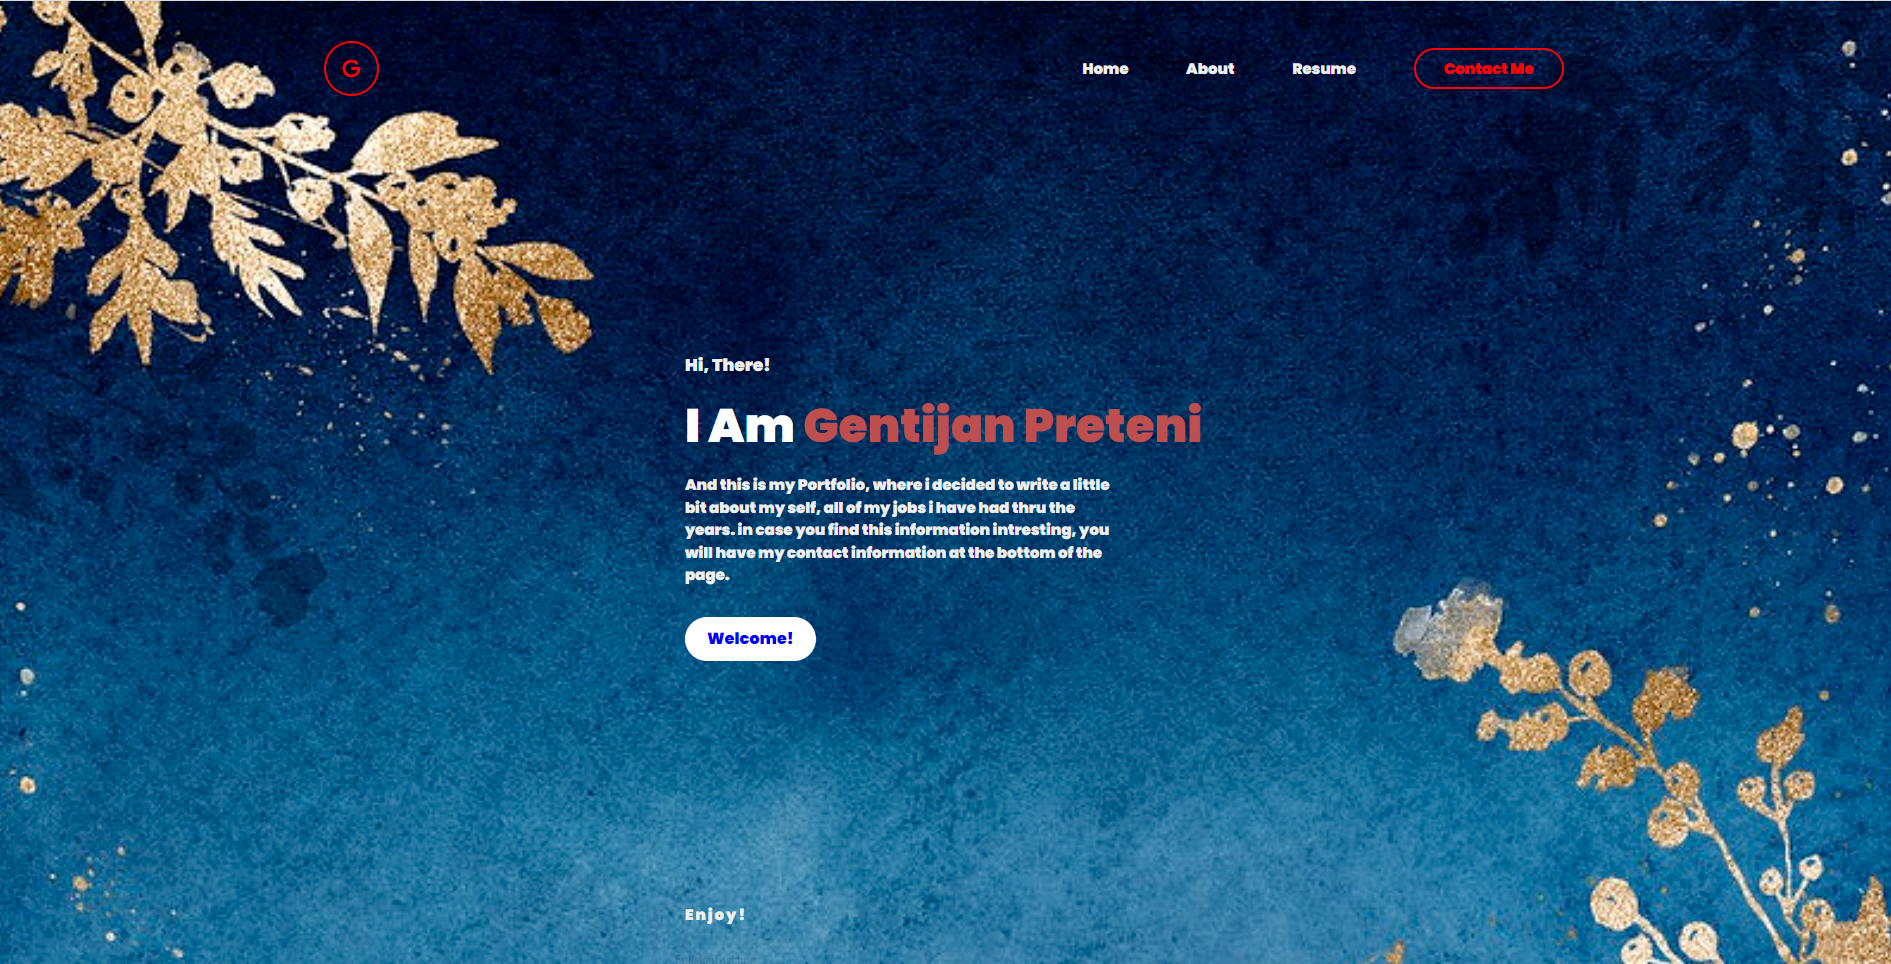 G
Home About Resume Contact Me
Hi, There!
I Am Gentijan Preteni
And this is my Portfolio, where i decided to write a little
bit about my self, all of my jobs i have had thru the
years. in case you find this information intresting, you
will have my contact information at the bottom of the
page.
Welcome!
Enjoy!